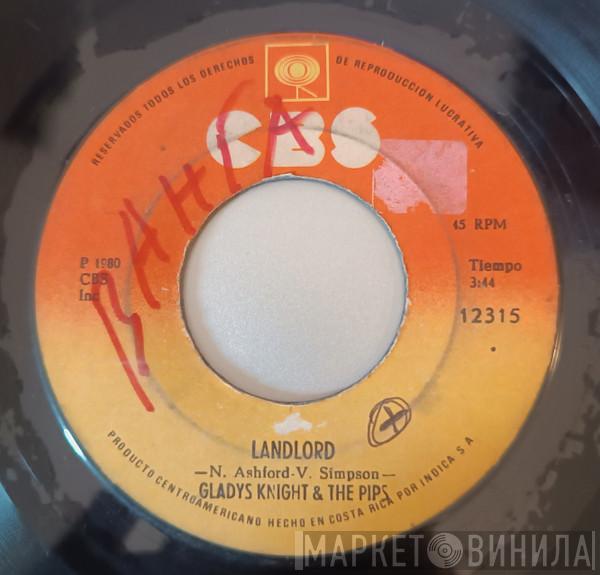 RESERVADOS TODOS LOS DERECHOS DE REPRODUCCION LUCRATIVA
CBS
ВАНГА
45 RPM
P 1980
CBS
Inc
Tiempo
3:44
12315
LANDLORD
—N. Ashford-V. Simpson—
GLADYS KNIGHT & THE PIPS
PRODUCTO CENTROAMERICANO HECHO EN COSTA RICA POR INDICA S A
МАРКЕТ ВИНИЛА